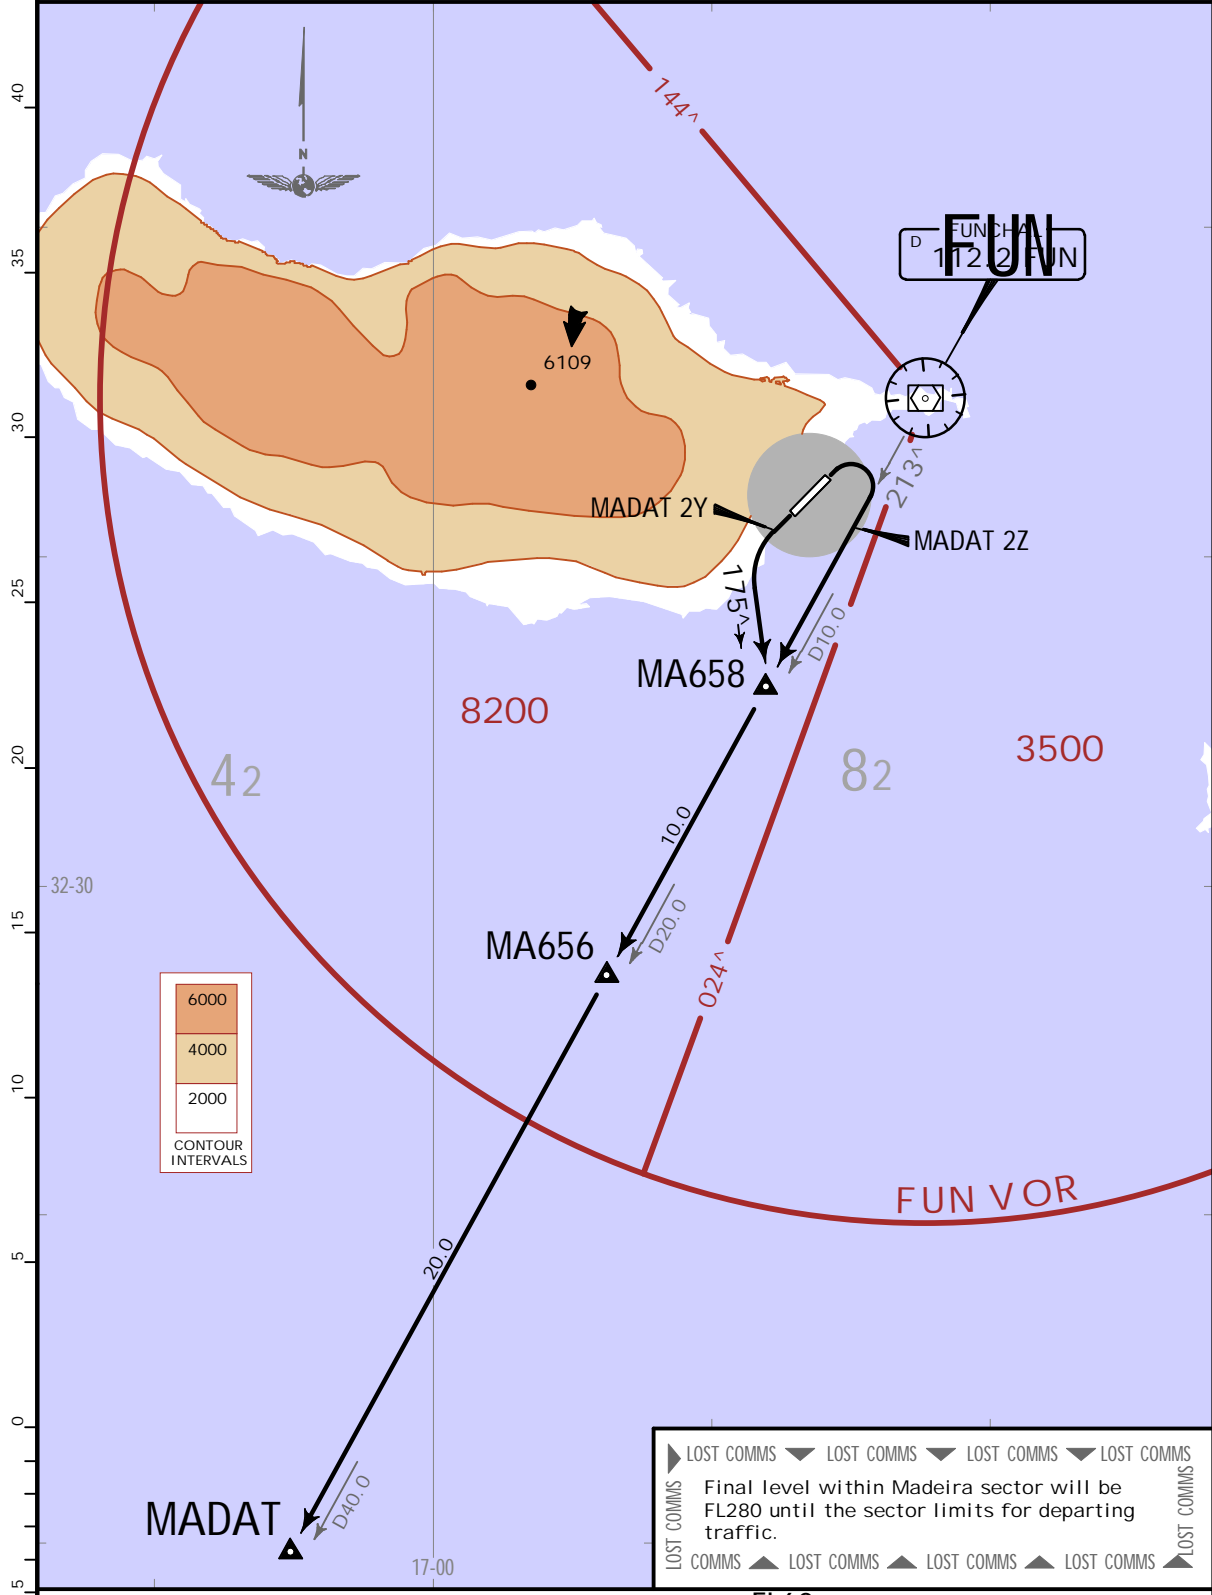 40
35
30
25
20
15
10
5
0
5
144^
N
D
FUNCHAL
112.2 FUN
FUN
6109
213^
MADAT 2Y
MADAT 2Z
175^
D10.0
MA658
8200
3500
42
82
10.0
32-30
D20.0
MA656
024^
6000
4000
2000
CONTOUR
INTERVALS
FUN VOR
20.0
D40.0
MADAT
17-00
LOST COMMS LOST COMMS LOST COMMS LOST COMMS
LOST COMMS
Final level within Madeira sector will be
FL280 until the sector limits for departing
traffic.
LOST COMMS
COMMS LOST COMMS LOST COMMS LOST COMMS